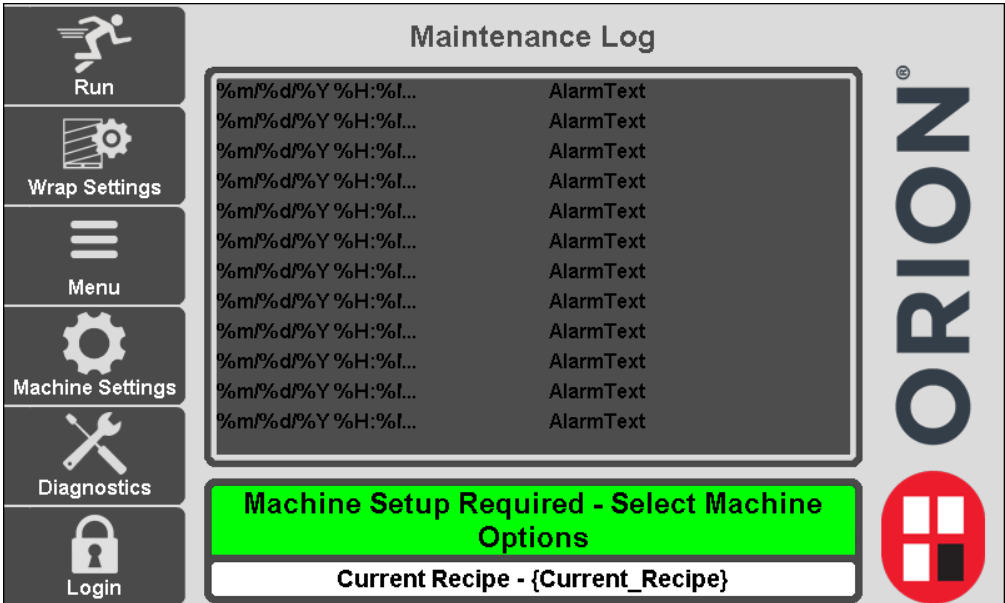 Run
Wrap Settings
Menu
Machine Settings
Diagnostics
Login
Maintenance Log
%m/%d/%Y %H:%I... AlarmText
%m/%d/%Y %H:%I... AlarmText
%m/%d/%Y %H:%I... AlarmText
%m/%d/%Y %H:%I... AlarmText
%m/%d/%Y %H:%I... AlarmText
%m/%d/%Y %H:%I... AlarmText
%m/%d/%Y %H:%I... AlarmText
%m/%d/%Y %H:%I... AlarmText
%m/%d/%Y %H:%I... AlarmText
%m/%d/%Y %H:%I... AlarmText
%m/%d/%Y %H:%I... AlarmText
%m/%d/%Y %H:%I... AlarmText
Machine Setup Required - Select Machine
Options
Current Recipe - {Current_Recipe}
ORION®